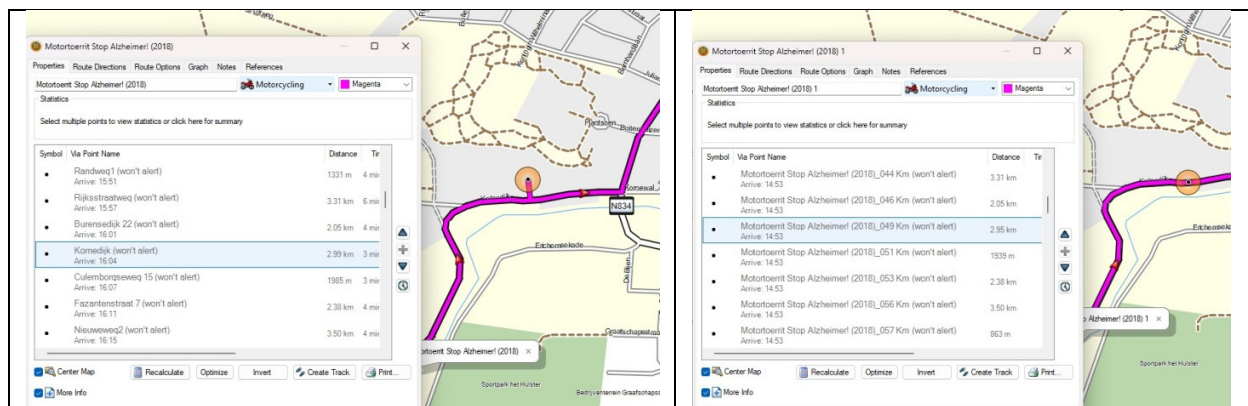 Motortoerrit Stop Alzheimer! (2018)
Properties Route Directions Route Options Graph Notes References
Motortoerrit Stop Alzheimer! (2018) Motorcycling Magenta
Statistics
Select multiple points to view statistics or click here for summary
Symbol Via Point Name Distance Tir
Randweg1 (won't alert)
Arrive: 15:51
1331 m 4 min
Rijksstraatweg (won't alert)
Arrive: 15:57
3.31 km 6 min
Burensedijk 22 (won't alert)
Arrive: 16:01
2.05 km 4 min
Kornedijk (won't alert)
Arrive: 16:04
2.99 km 3 min
Culemborgseweg 15 (won't alert)
Arrive: 16:07
1985 m 3 min
Fazantenstraat 7 (won't alert)
Arrive: 16:11
2.38 km 4 min
Nieuweweg2 (won't alert)
Arrive: 16:15
3.50 km 4 min
Center Map Recalculate Optimize Invert Create Track Print...
More Info
Kornedijk
N834
Erichemsekade
Sportpark het Hulster
Bedrijventerrein Graafschapss
Motortoerrit Stop Alzheimer! (2018) 1
Properties Route Directions Route Options Graph Notes References
Motortoerrit Stop Alzheimer! (2018) 1 Motorcycling Magenta
Statistics
Select multiple points to view statistics or click here for summary
Symbol Via Point Name Distance Tir
Motortoerrit Stop Alzheimer! (2018)_044 Km (won't alert)
Arrive: 14:53
3.31 km
Motortoerrit Stop Alzheimer! (2018)_046 Km (won't alert)
Arrive: 14:53
2.05 km
Motortoerrit Stop Alzheimer! (2018)_049 Km (won't alert)
Arrive: 14:53
2.95 km
Motortoerrit Stop Alzheimer! (2018)_051 Km (won't alert)
Arrive: 14:53
1939 m
Motortoerrit Stop Alzheimer! (2018)_053 Km (won't alert)
Arrive: 14:53
2.38 km
Motortoerrit Stop Alzheimer! (2018)_056 Km (won't alert)
Arrive: 14:53
3.50 km
Motortoerrit Stop Alzheimer! (2018)_057 Km (won't alert)
Arrive: 14:53
863 m
Center Map Recalculate Optimize Invert Create Track Print...
More Info
Alzheimer! (2018) 1
Sportpark het Hulster